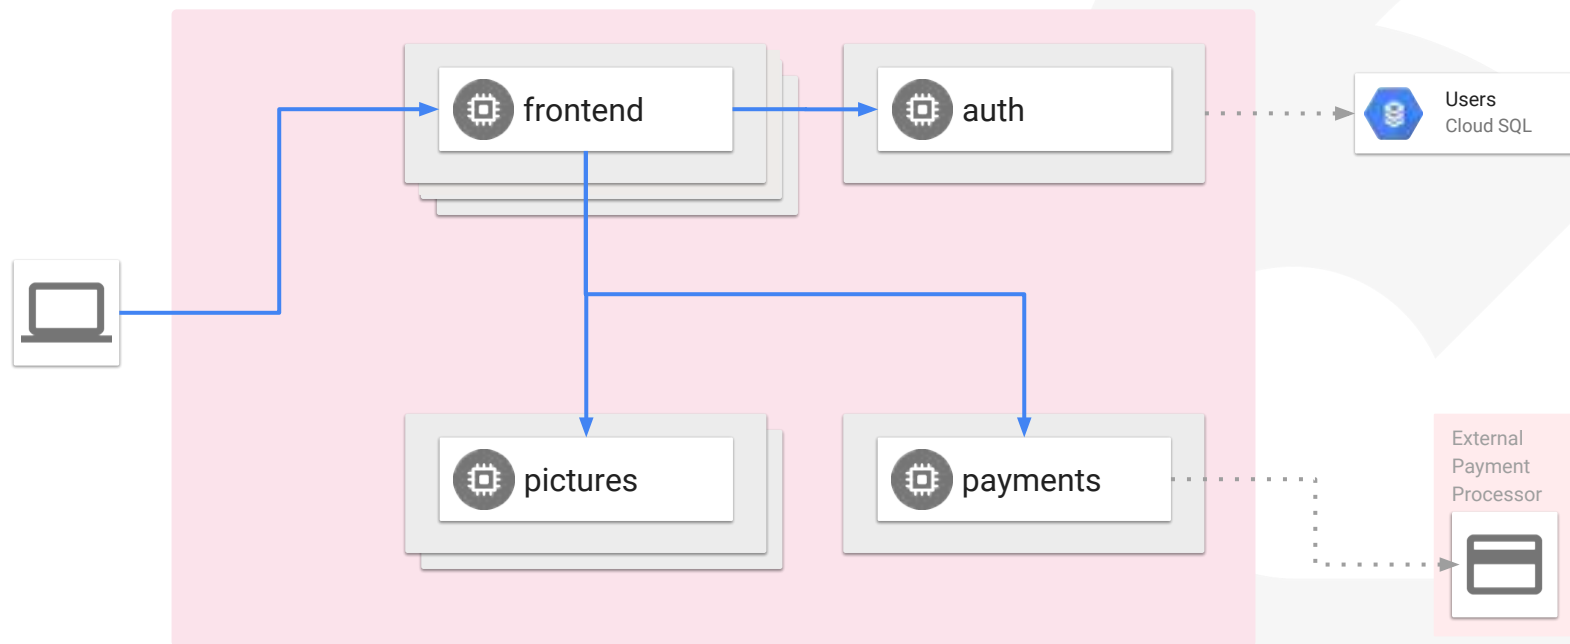 frontend
auth
Users
Cloud SQL
pictures
payments
External
Payment
Processor